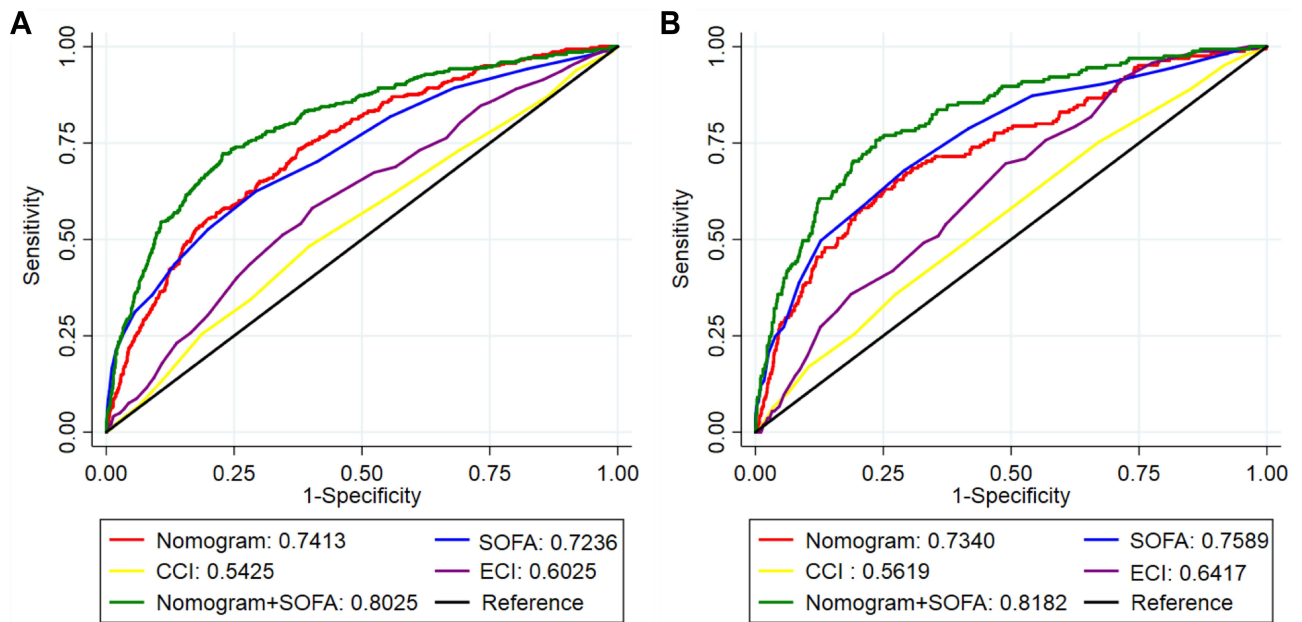 A
B
1.00
0.75
0.50
0.25
0.00
Sensitivity
0.00 0.25 0.50 0.75 1.00
1-Specificity
Nomogram: 0.7413 SOFA: 0.7236
CCI: 0.5425 ECI: 0.6025
Nomogram+SOFA: 0.8025 Reference
1.00
0.75
0.50
0.25
0.00
Sensitivity
0.00 0.25 0.50 0.75 1.00
1-Specificity
Nomogram: 0.7340 SOFA: 0.7589
CCI : 0.5619 ECI: 0.6417
Nomogram+SOFA: 0.8182 Reference